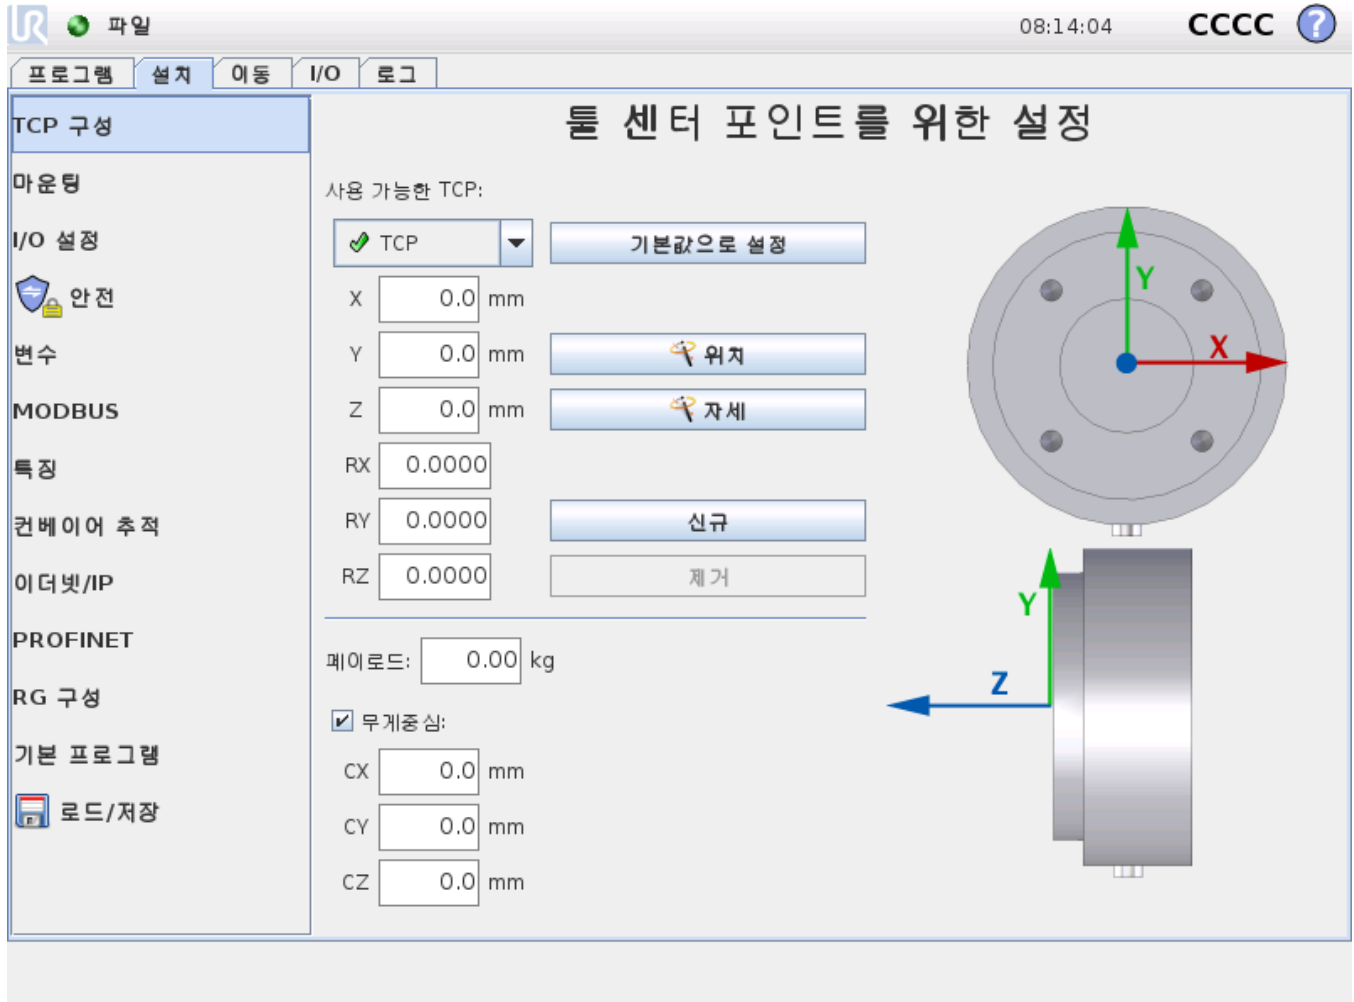 UR 파일 08:14:04 CCCC ?
프로그램 설치 이동 I/O 로그
TCP 구성
마운팅
I/O 설정
안전
변수
MODBUS
특징
컨베이어 추적
이더넷/IP
PROFINET
RG 구성
기본 프로그램
로드/저장
툴 센터 포인트를 위한 설정
사용 가능한 TCP:
TCP 기본값으로 설정
X 0.0 mm
Y 0.0 mm 위치
Z 0.0 mm 자세
RX 0.0000
RY 0.0000 신규
RZ 0.0000 제거
페이로드: 0.00 kg
무게중심:
CX 0.0 mm
CY 0.0 mm
CZ 0.0 mm
Y
X
Y
Z